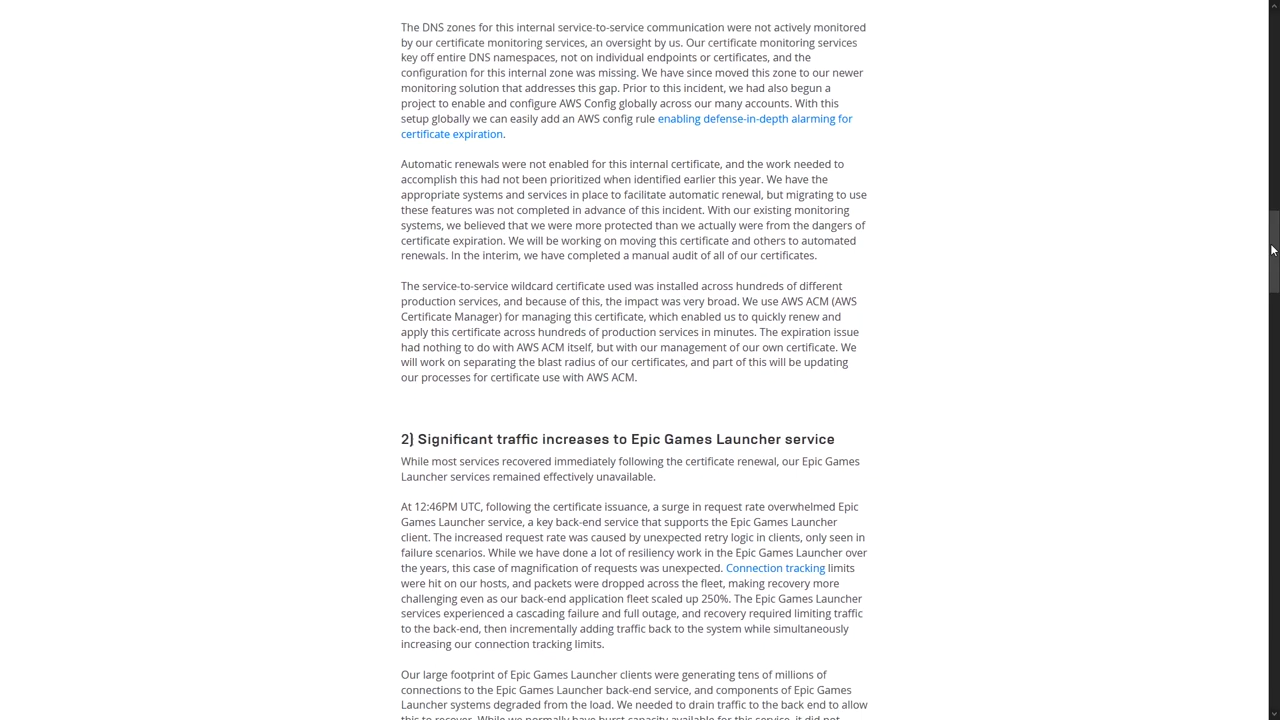 The DNS zones for this internal service-to-service communication were not actively monitored
by our certificate monitoring services, an oversight by us. Our certificate monitoring services
key off entire DNS namespaces, not on individual endpoints or certificates, and the
configuration for this internal zone was missing. We have since moved this zone to our newer
monitoring solution that addresses this gap. Prior to this incident, we had also begun a
project to enable and configure AWS Config globally across our many accounts. With this
setup globally we can easily add an AWS config rule enabling defense-in-depth alarming for
certificate expiration.
Automatic renewals were not enabled for this internal certificate, and the work needed to
accomplish this had not been prioritized when identified earlier this year. We have the
appropriate systems and services in place to facilitate automatic renewal, but migrating to use
these features was not completed in advance of this incident. With our existing monitoring
systems, we believed that we were more protected than we actually were from the dangers of
certificate expiration. We will be working on moving this certificate and others to automated
renewals. In the interim, we have completed a manual audit of all of our certificates.
The service-to-service wildcard certificate used was installed across hundreds of different
production services, and because of this, the impact was very broad. We use AWS ACM (AWS
Certificate Manager) for managing this certificate, which enabled us to quickly renew and
apply this certificate across hundreds of production services in minutes. The expiration issue
had nothing to do with AWS ACM itself, but with our management of our own certificate. We
will work on separating the blast radius of our certificates, and part of this will be updating
our processes for certificate use with AWS ACM.
2) Significant traffic increases to Epic Games Launcher service
While most services recovered immediately following the certificate renewal, our Epic Games
Launcher services remained effectively unavailable.
At 12:46PM UTC, following the certificate issuance, a surge in request rate overwhelmed Epic
Games Launcher service, a key back-end service that supports the Epic Games Launcher
client. The increased request rate was caused by unexpected retry logic in clients, only seen in
failure scenarios. While we have done a lot of resiliency work in the Epic Games Launcher over
the years, this case of magnification of requests was unexpected. Connection tracking limits
were hit on our hosts, and packets were dropped across the fleet, making recovery more
challenging even as our back-end application fleet scaled up 250%. The Epic Games Launcher
services experienced a cascading failure and full outage, and recovery required limiting traffic
to the back-end, then incrementally adding traffic back to the system while simultaneously
increasing our connection tracking limits.
Our large footprint of Epic Games Launcher clients were generating tens of millions of
connections to the Epic Games Launcher back-end service, and components of Epic Games
Launcher systems degraded from the load. We needed to drain traffic to the back end to allow
this to recover. While we normally have burst capacity available for this service, it did not